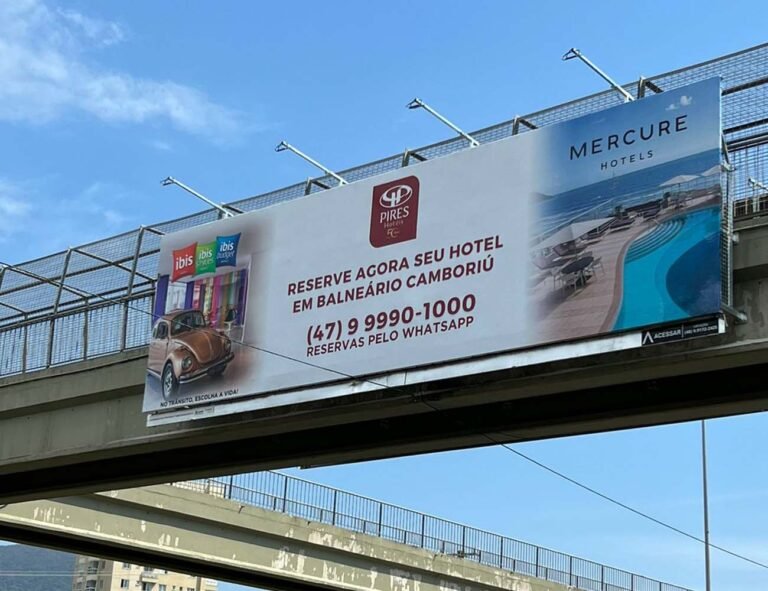 ibis
ibis
styles
ibis
budget
PIRES
Hotéis
RESERVE AGORA SEU HOTEL
EM BALNEÁRIO CAMBORIÚ
(47) 9 9990-1000
RESERVAS PELO WHATSAPP
MERCURE
HOTELS
NO TRÂNSITO, ESCOLHA A VIDA!
ACESSAR